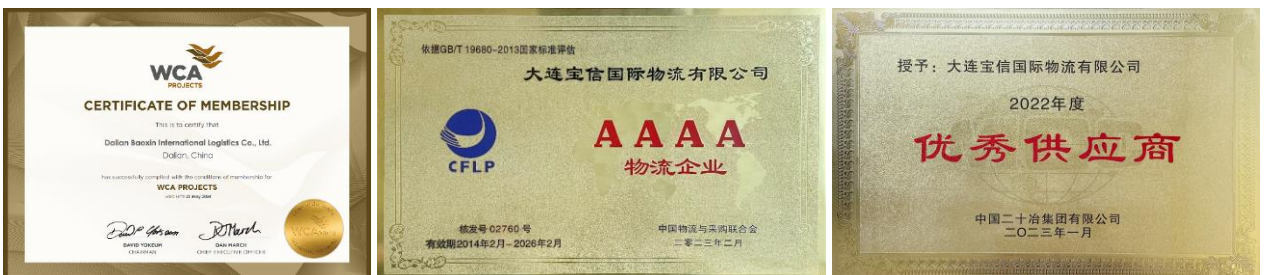 WCA
PROJECTS
CERTIFICATE OF MEMBERSHIP
This is to certify that
Dalian Baoxin International Logistics Co., Ltd.
Dalian, China
has successfully complied with the conditions of membership for
WCA PROJECTS
DAVID YOKEUM
CHAIRMAN
DAN MARCH
CHIEF EXECUTIVE OFFICER
依据GB/T 19680-2013国家标准评估
大连宝信国际物流有限公司
CFLP
AAAA
物流企业
核发号 02760 号
有效期2014年2月-2026年2月
中国物流与采购联合会
二零二三年二月
授予：大连宝信国际物流有限公司
2022年度
优秀供应商
中国二十冶集团有限公司
二〇二三年一月